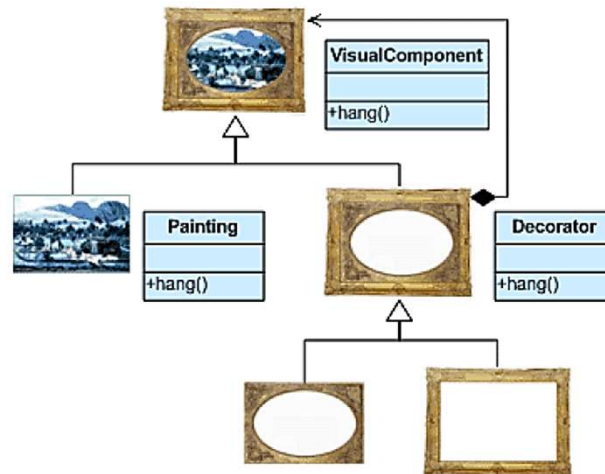 VisualComponent
+hang()
Painting
+hang()
Decorator
+hang()